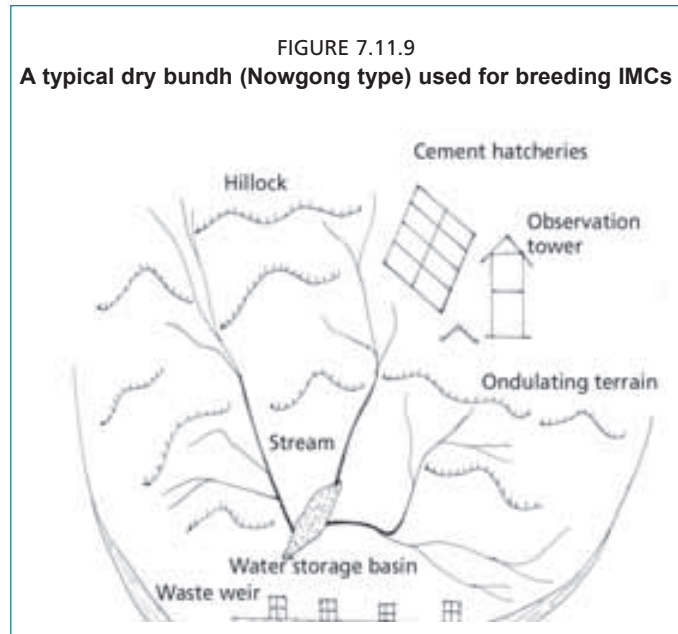 FIGURE 7.11.9
A typical dry bundh (Nowgong type) used for breeding IMCs
Cement hatcheries
Hillock
Observation
tower
Ondulating terrain
Stream
Water storage basin
Waste weir